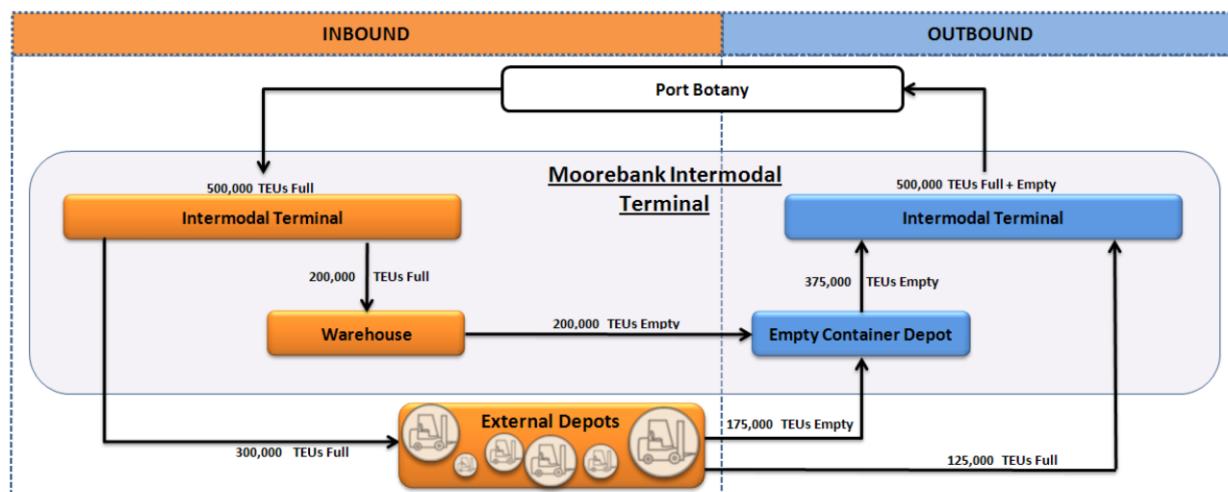 INBOUND
OUTBOUND
Port Botany
Moorebank Intermodal
Terminal
500,000 TEUs Full
Intermodal Terminal
500,000 TEUs Full + Empty
Intermodal Terminal
200,000 TEUs Full
375,000 TEUs Empty
Warehouse
200,000 TEUs Empty
Empty Container Depot
External Depots
300,000 TEUs Full
175,000 TEUs Empty
125,000 TEUs Full